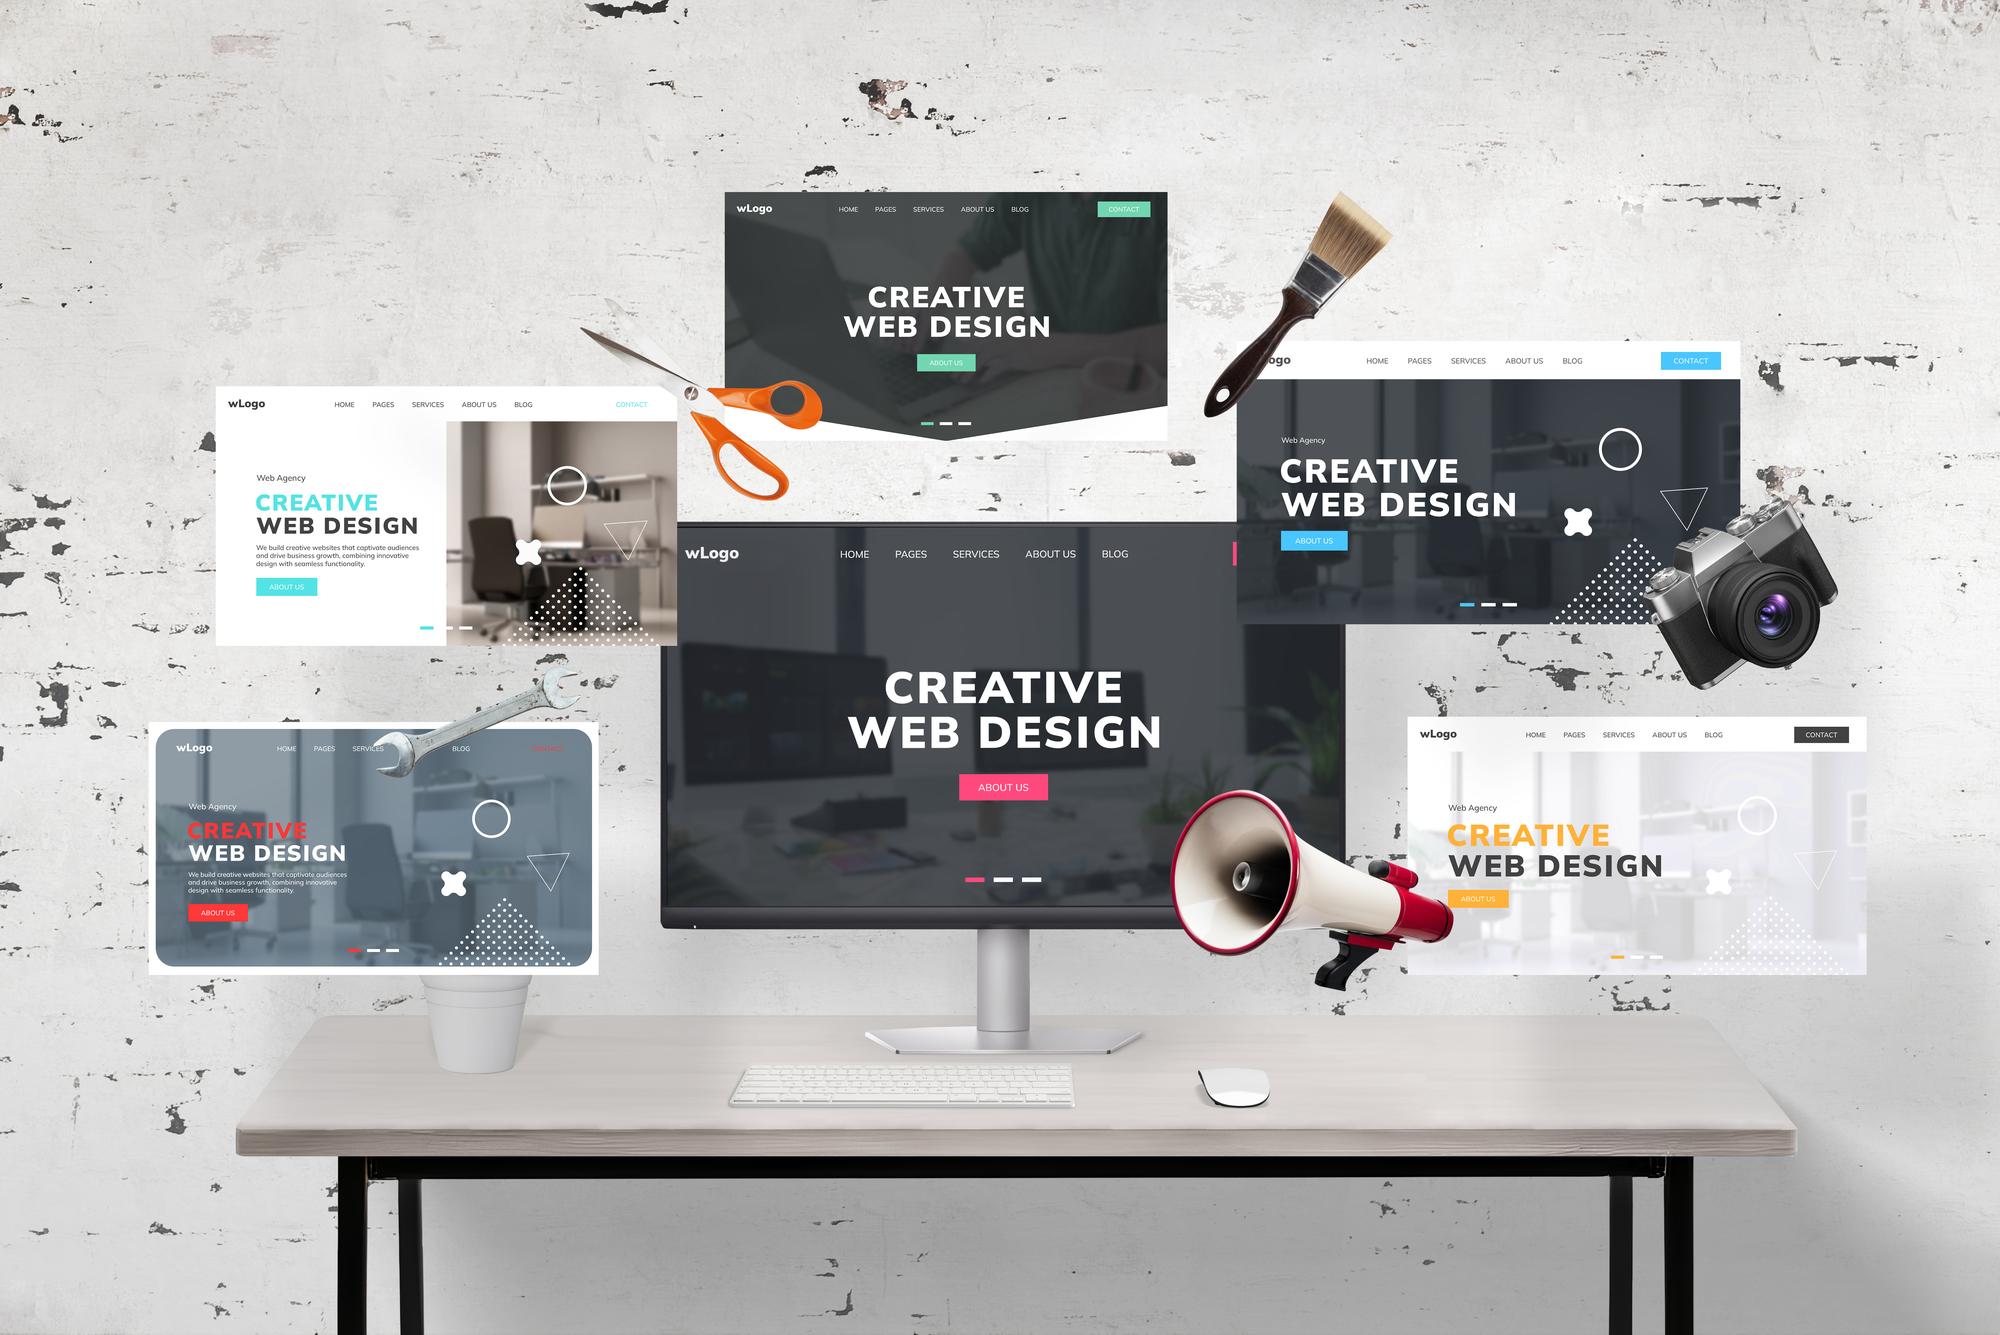 wLogo HOME PAGES SERVICES ABOUT US BLOG CONTACT
CREATIVE
WEB DESIGN
ABOUT US
wLogo HOME PAGES SERVICES ABOUT US BLOG CONTACT
Web Agency
CREATIVE
WEB DESIGN
We build creative websites that captivate audiences
and drive business growth, combining innovative
design with seamless functionality.
ABOUT US
ogo HOME PAGES SERVICES ABOUT US BLOG CONTACT
Web Agency
CREATIVE
WEB DESIGN
ABOUT US
wLogo HOME PAGES SERVICES ABOUT US BLOG
CREATIVE
WEB DESIGN
ABOUT US
wLogo HOME PAGES SERVICES BLOG CONTACT
Web Agency
CREATIVE
WEB DESIGN
We build creative websites that captivate audiences
and drive business growth, combining innovative
design with seamless functionality.
ABOUT US
wLogo HOME PAGES SERVICES ABOUT US BLOG CONTACT
Web Agency
CREATIVE
WEB DESIGN
ABOUT US